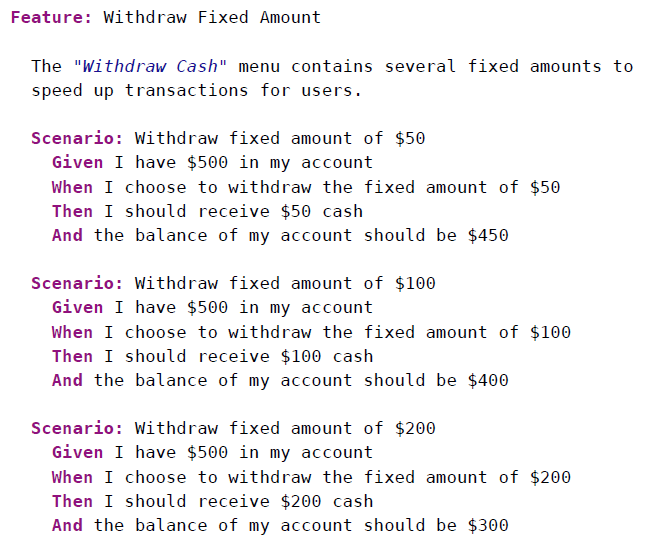 Feature: Withdraw Fixed Amount
The "Withdraw Cash" menu contains several fixed amounts to
speed up transactions for users.
Scenario: Withdraw fixed amount of $50
Given I have $500 in my account
When I choose to withdraw the fixed amount of $50
Then I should receive $50 cash
And the balance of my account should be $450
Scenario: Withdraw fixed amount of $100
Given I have $500 in my account
When I choose to withdraw the fixed amount of $100
Then I should receive $100 cash
And the balance of my account should be $400
Scenario: Withdraw fixed amount of $200
Given I have $500 in my account
When I choose to withdraw the fixed amount of $200
Then I should receive $200 cash
And the balance of my account should be $300